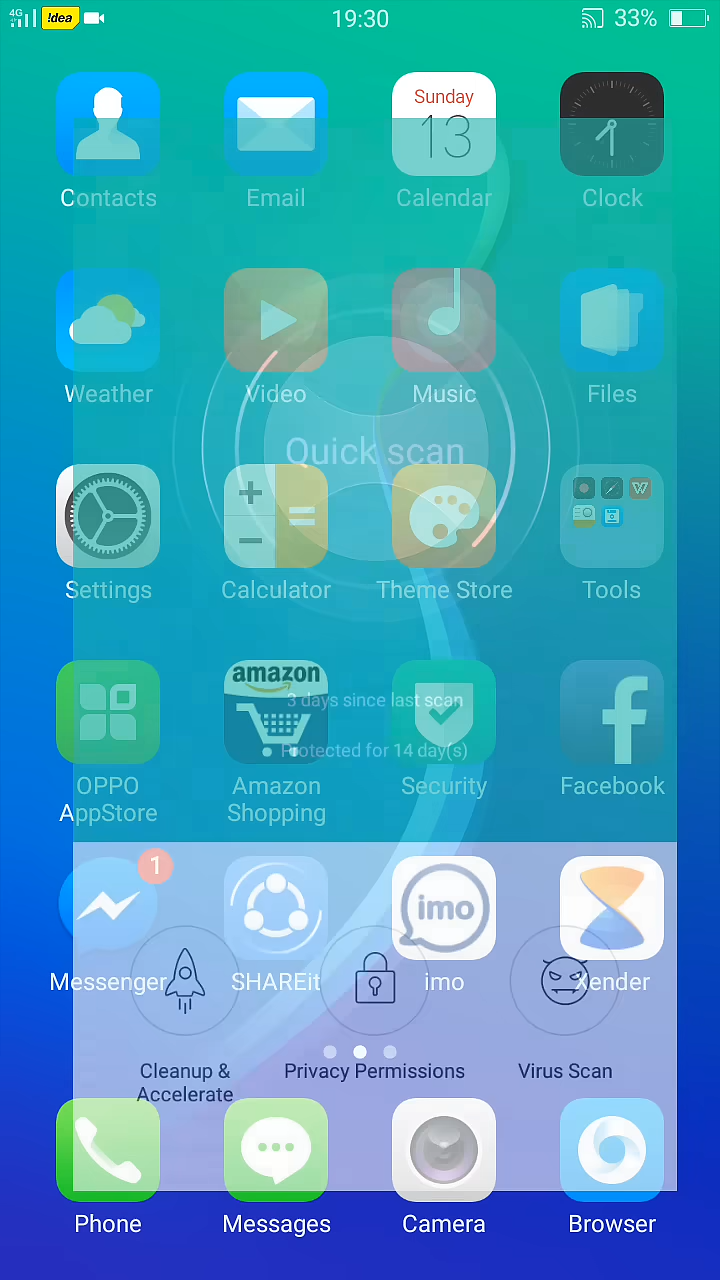 4G !dea 19:30 33%
Sunday
13
Contacts Email Calendar Clock
W
Weather Video Music Files
Quick scan
Settings Calculator Theme Store Tools
amazon
3 days since last scan
Protected for 14 day(s)
OPPO AppStore Amazon Shopping Security Facebook
1
imo
Messenger SHAREit imo Xender
Cleanup & Accelerate Privacy Permissions Virus Scan
Phone Messages Camera Browser